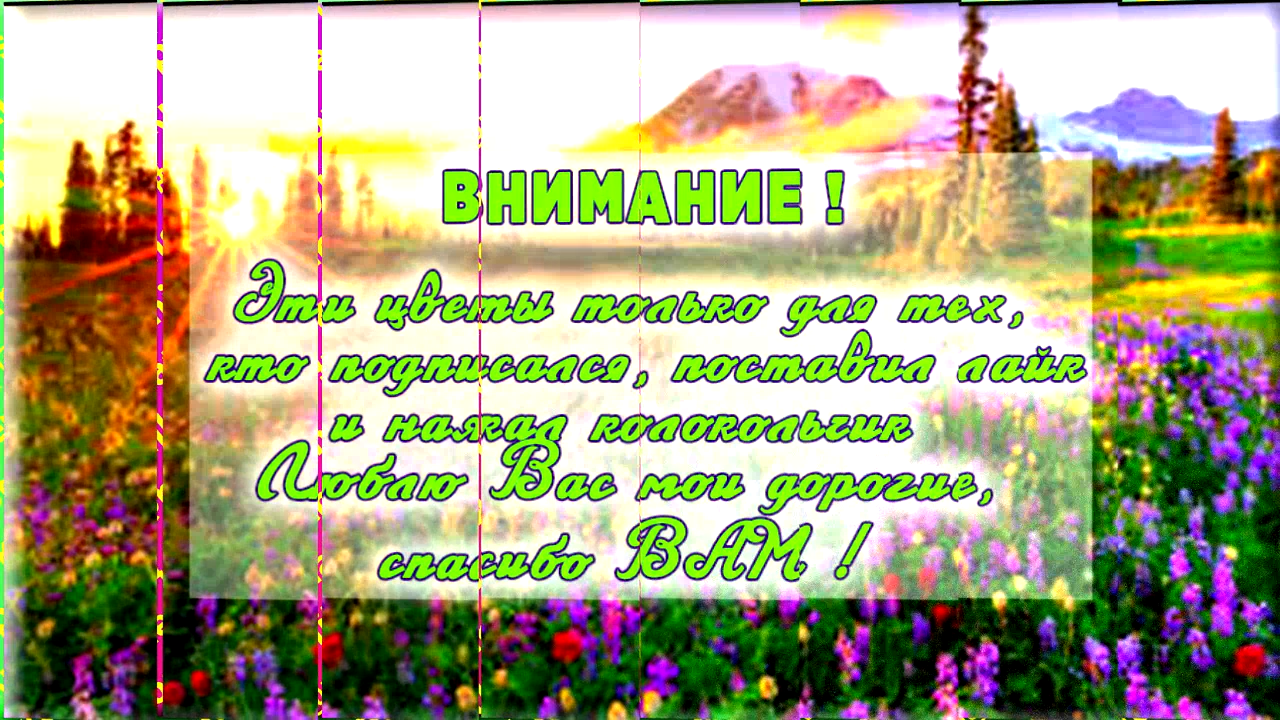 ВНИМАНИЕ !
Эти цветы только для тех,
кто подписался, поставил лайк
и нажал колокольчик
Люблю Вас мои дорогие,
спасибо ВАМ !